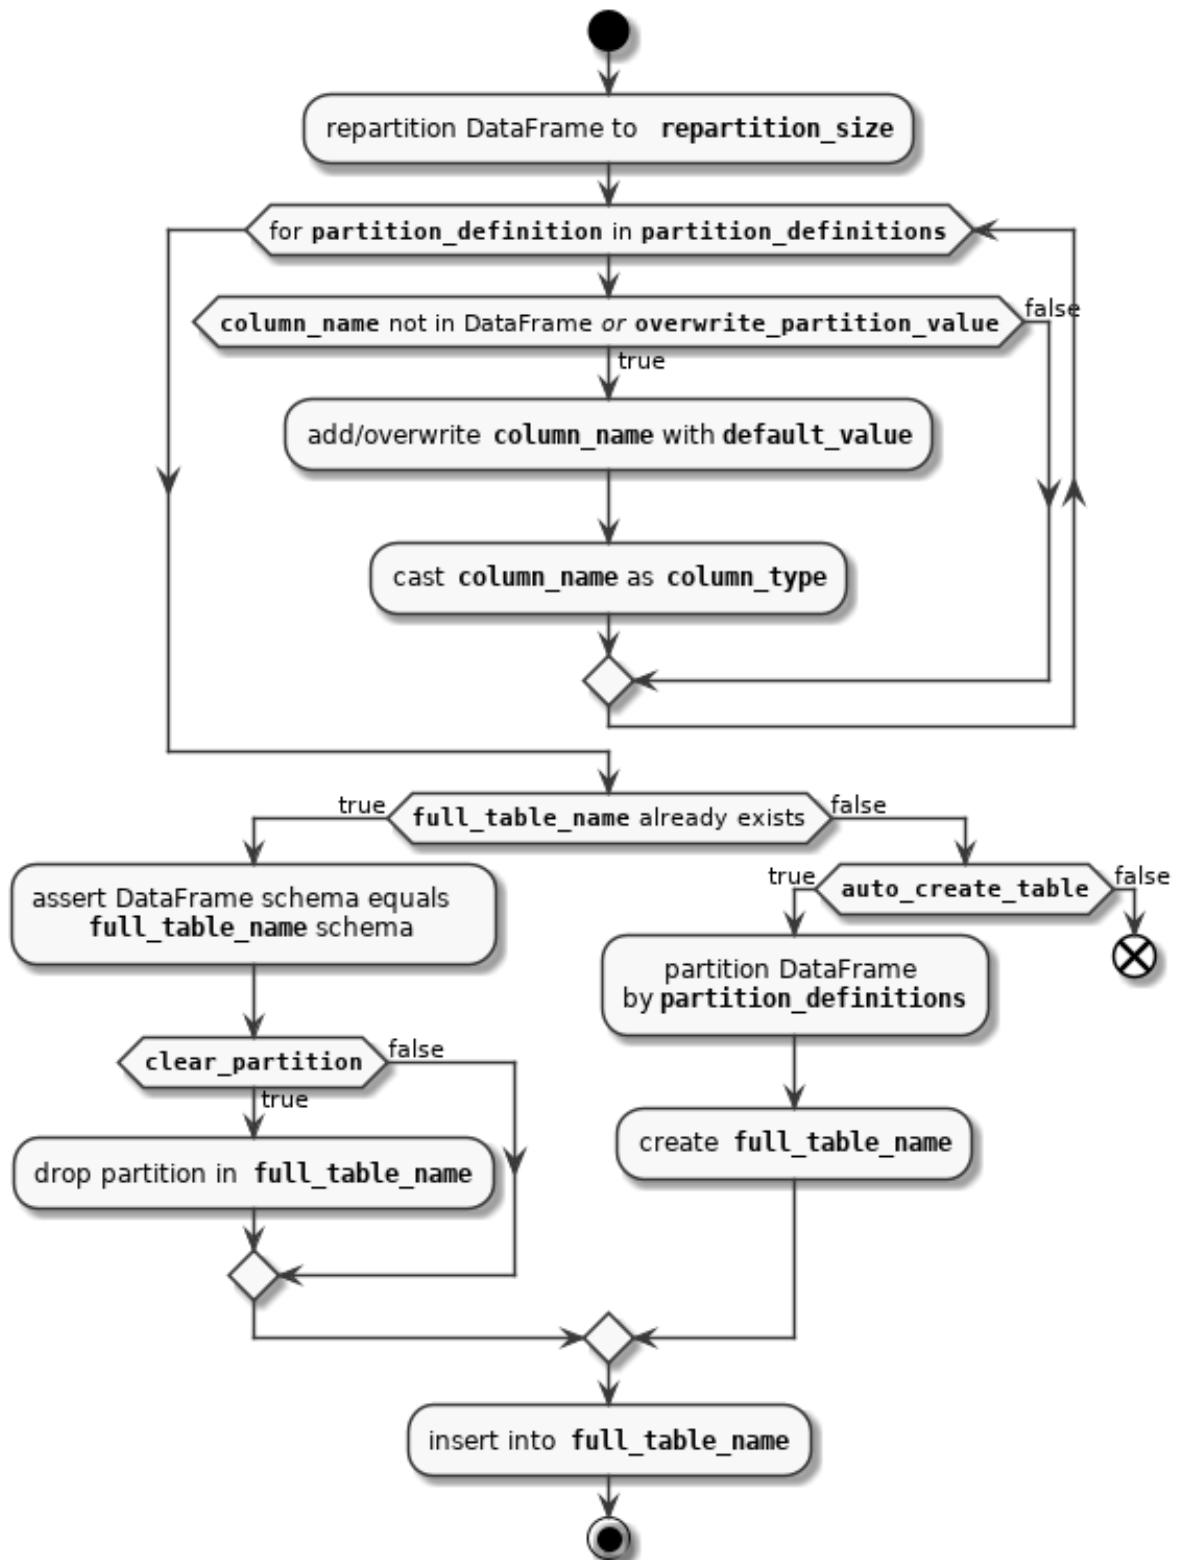 repartition DataFrame to repartition_size
for partition_definition in partition_definitions
column_name not in DataFrame or overwrite_partition_value
false
true
add/overwrite column_name with default_value
cast column_name as column_type
true
full_table_name already exists
false
assert DataFrame schema equals
full_table_name schema
true
auto_create_table
false
partition DataFrame
by partition_definitions
clear_partition
false
true
drop partition in full_table_name
create full_table_name
insert into full_table_name